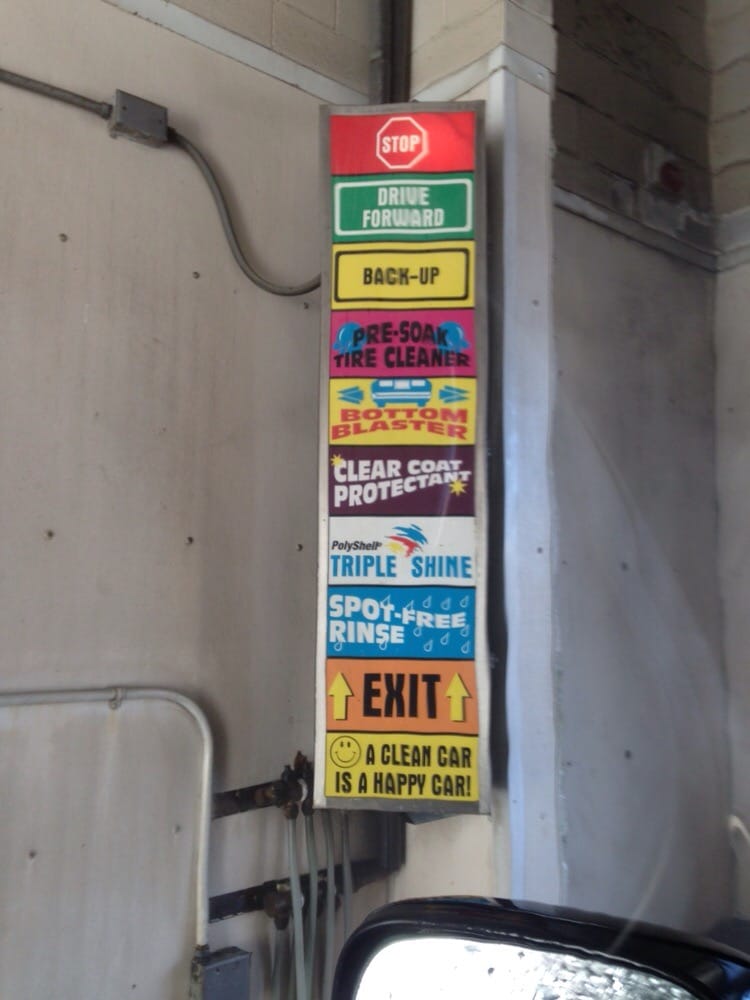 STOP
DRIVE
FORWARD
BACK-UP
PRE-SOAK
TIRE CLEANER
BOTTOM
BLASTER
CLEAR COAT
PROTECTANT
PolyShell®
TRIPLE SHINE
SPOT-FREE
RINSE
EXIT
A CLEAN CAR
IS A HAPPY CAR!